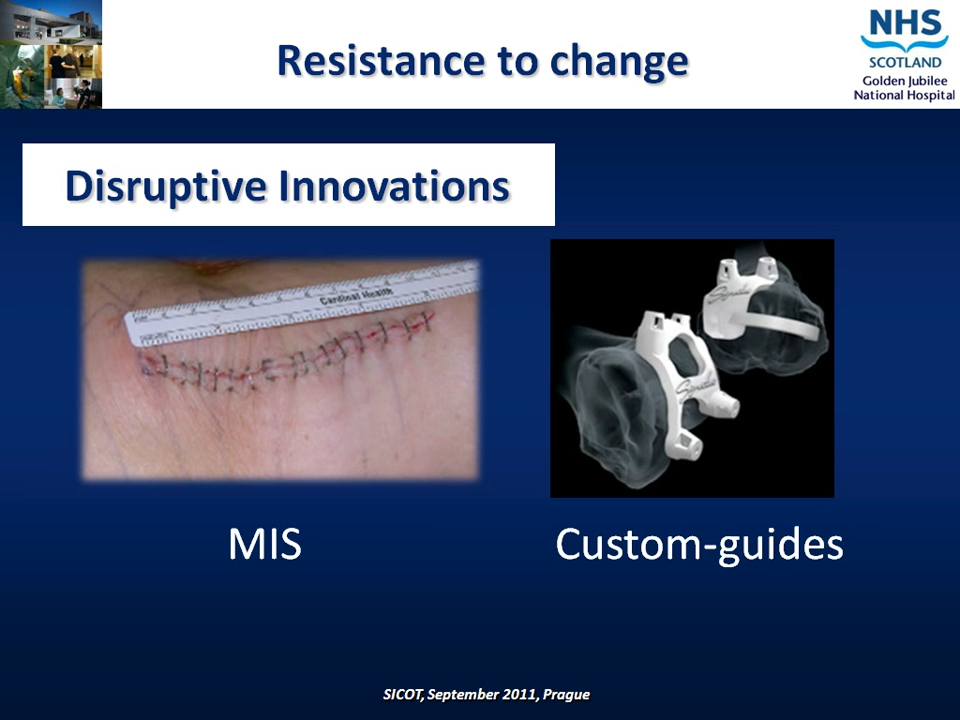 Resistance to change
NHS
SCOTLAND
Golden Jubilee
National Hospital
Disruptive Innovations
Cardinal Health
MIS
Custom-guides
SICOT, September 2011, Prague